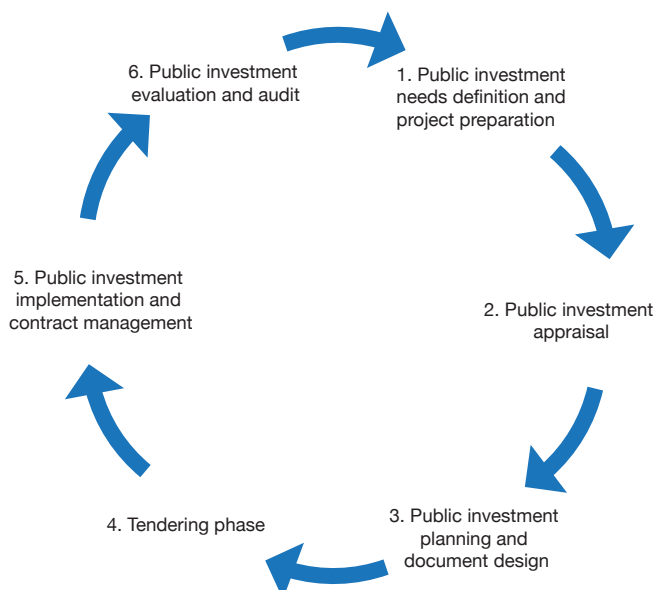 1. Public investment
needs definition and
project preparation
2. Public investment
appraisal
3. Public investment
planning and
document design
4. Tendering phase
5. Public investment
implementation and
contract management
6. Public investment
evaluation and audit